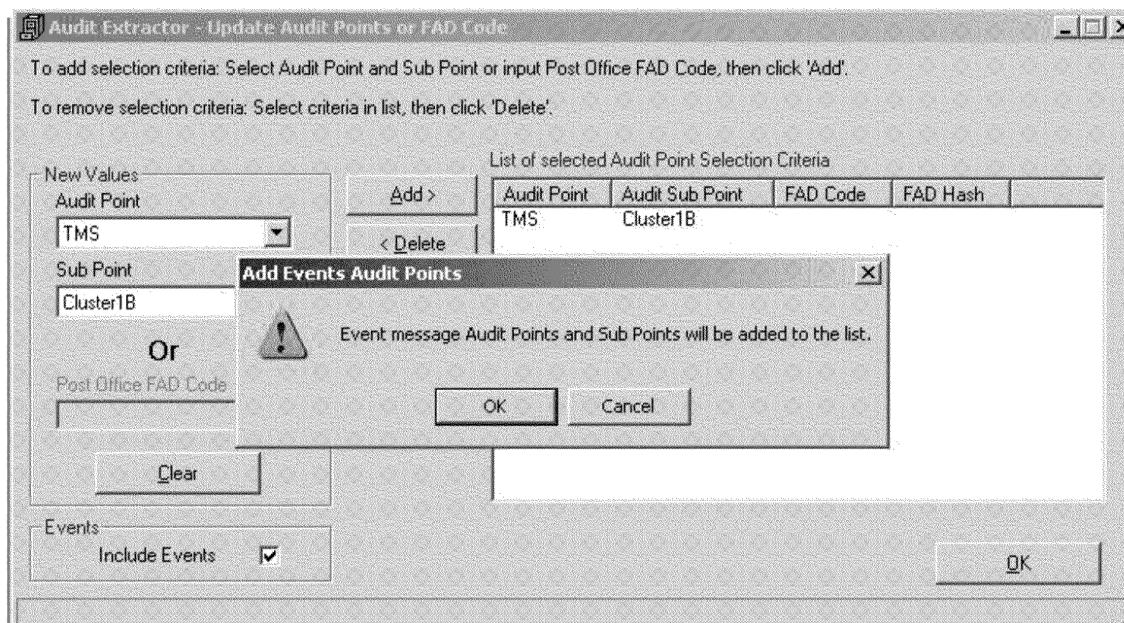 Audit Extractor - Update Audit Points or FAD Code
To add selection criteria: Select Audit Point and Sub Point or input Post Office FAD Code, then click 'Add'.
To remove selection criteria: Select criteria in list, then click 'Delete'.
New Values
Audit Point
TMS
Sub Point
Cluster1B
Or
Post Office FAD Code
Clear
Add >
< Delete
List of selected Audit Point Selection Criteria
Audit Point Audit Sub Point FAD Code FAD Hash
TMS Cluster1B
Add Events Audit Points
Event message Audit Points and Sub Points will be added to the list.
OK Cancel
Events
Include Events
OK